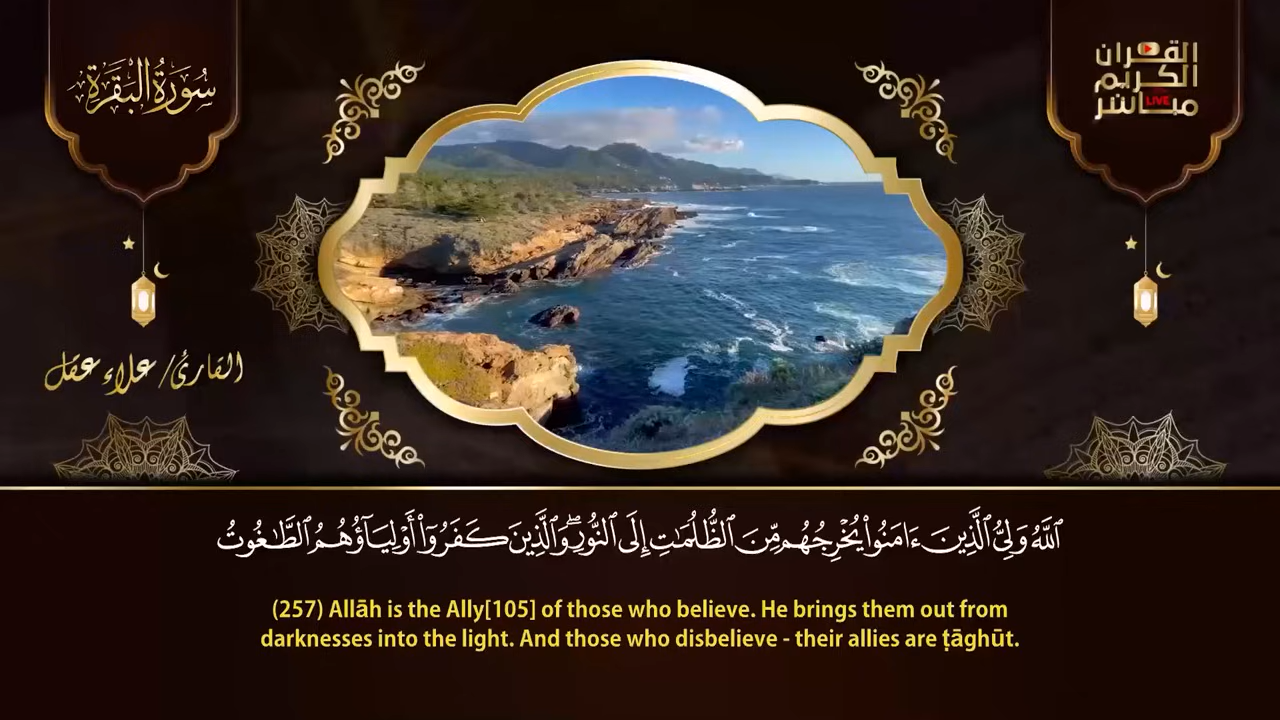 سُورَةُ البَقَرَةِ
القرآن
الكريم
مباشر
LIVE
القارئ/ علاء عقل
ٱللَّهُ وَلِيُّ ٱلَّذِينَ ءَامَنُوا۟ يُخْرِجُهُم مِّنَ ٱلظُّلُمَـٰتِ إِلَى ٱلنُّورِ ۖ وَٱلَّذِينَ كَفَرُوٓا۟ أَوْلِيَآؤُهُمُ ٱلطَّـٰغُوتُ
(257) Allāh is the Ally[105] of those who believe. He brings them out from
darknesses into the light. And those who disbelieve - their allies are ṭāghūt.